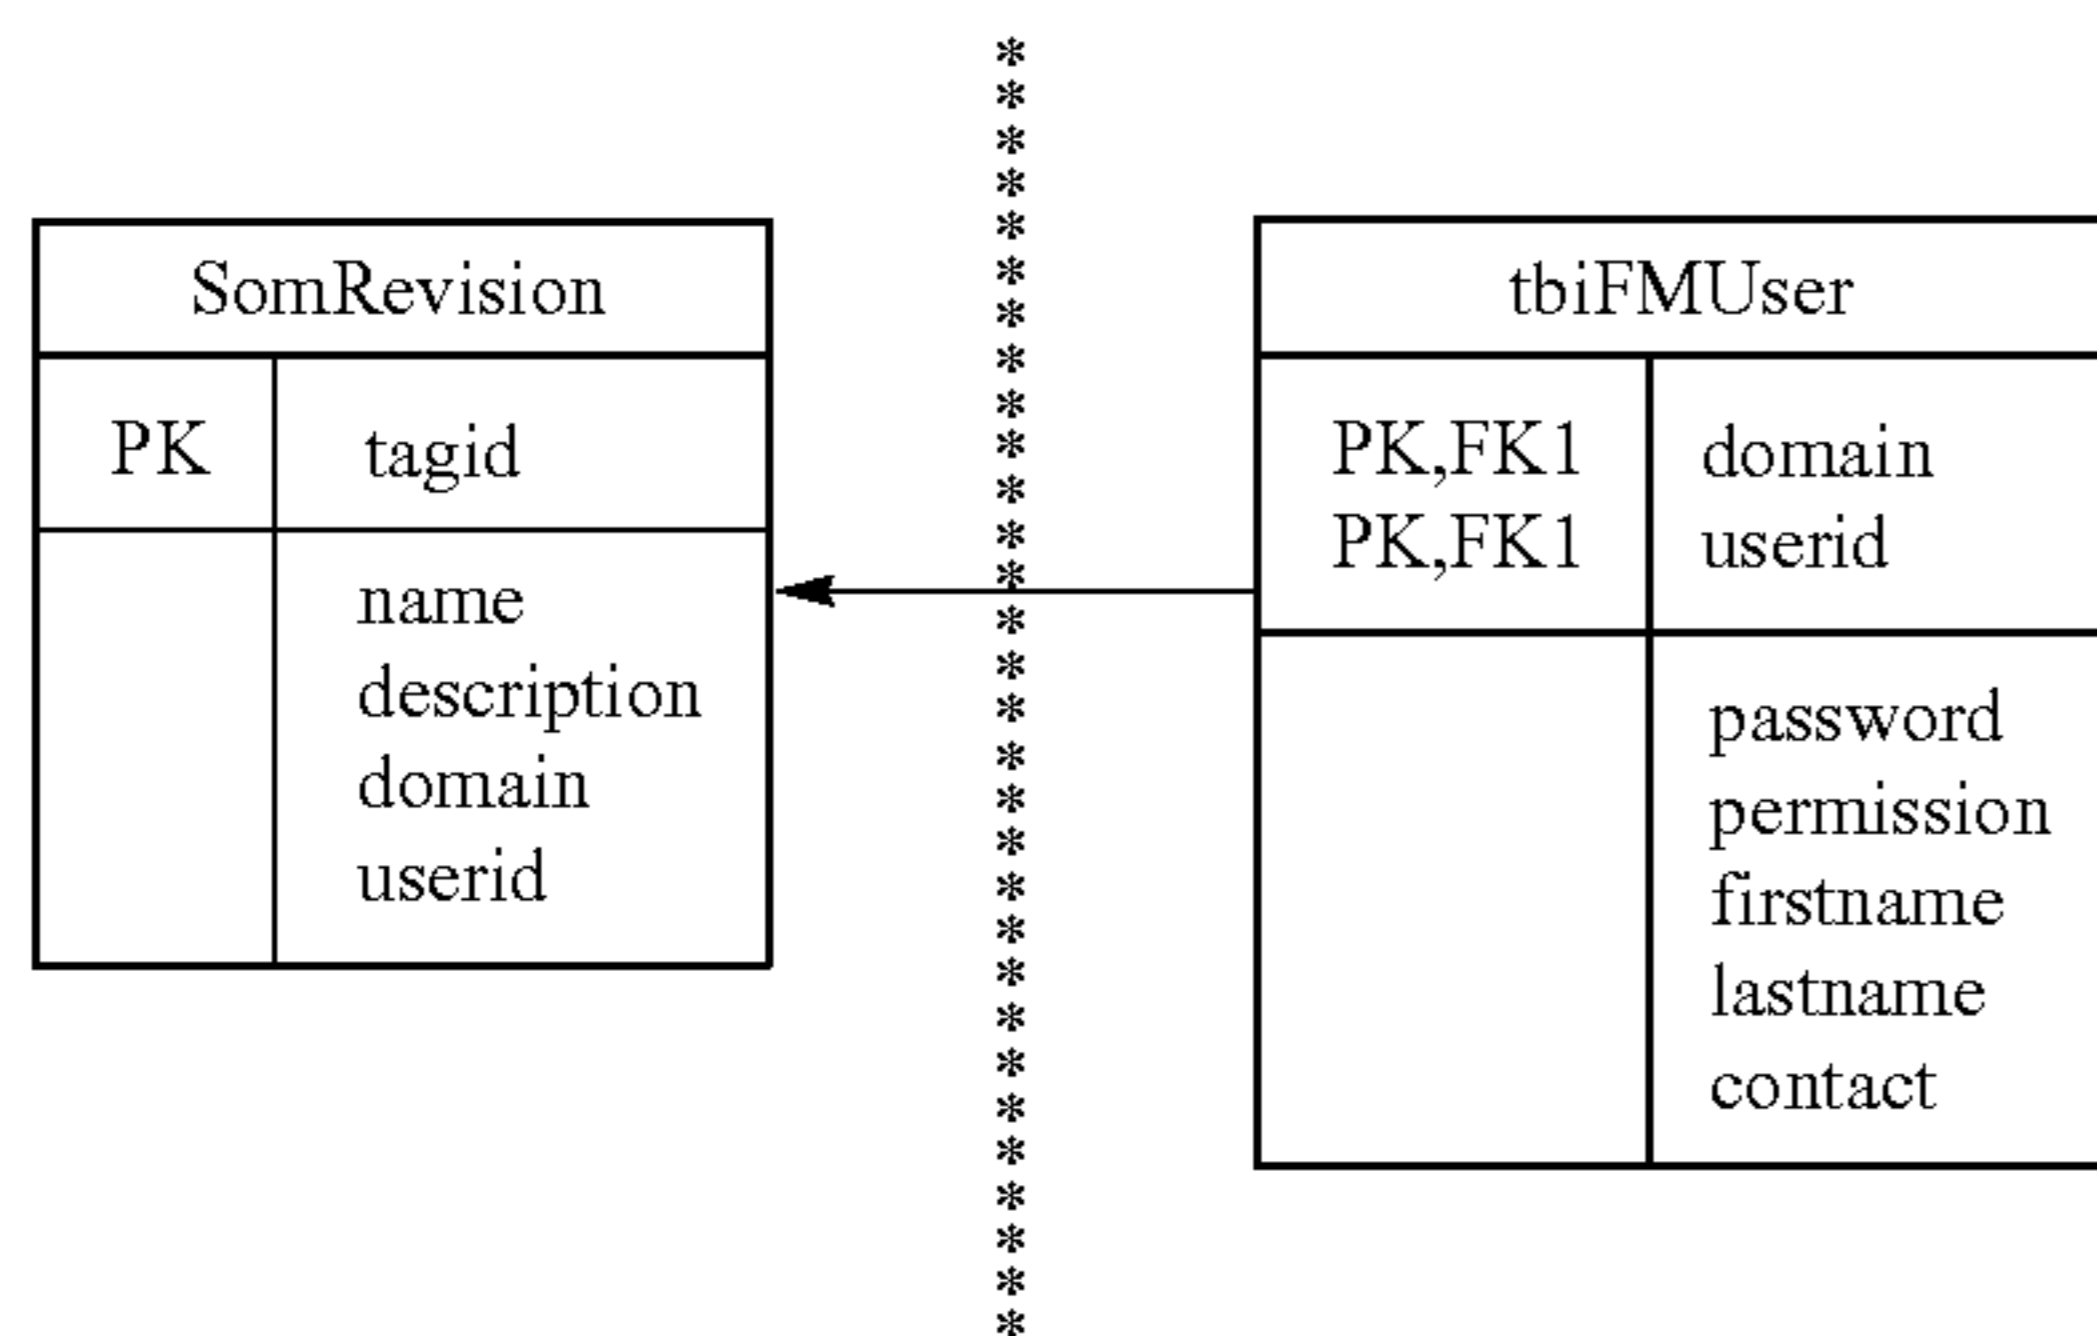 SomRevision
PK tagid
name
description
domain
userid
tbiFMUser
PK,FK1 domain
PK,FK1 userid
password
permission
firstname
lastname
contact